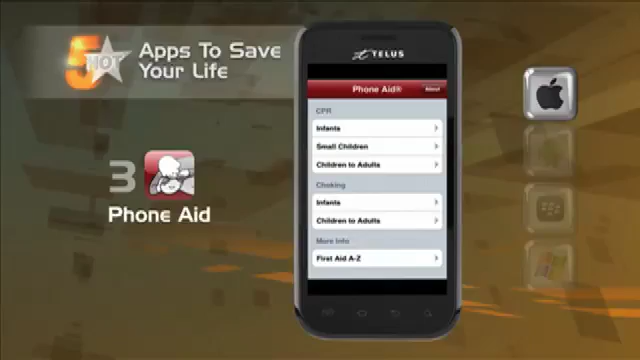 5 HOT
Apps To Save
Your Life
3
Phone Aid
TELUS
Phone Aid®
About
CPR
Infants
Small Children
Children to Adults
Choking
Infants
Children to Adults
More Info
First Aid A-Z